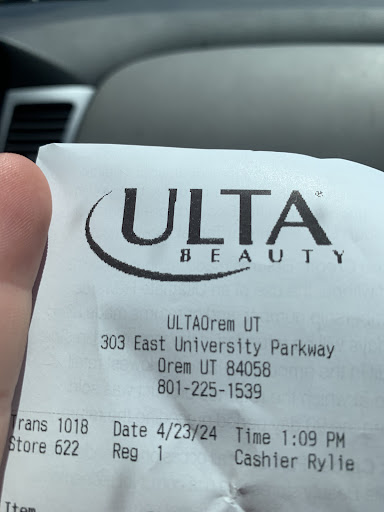 ULTA
BEAUTY
ULTAOrem UT
303 East University Parkway
Orem UT 84058
801-225-1539
Trans 1018 Date 4/23/24 Time 1:09 PM
Store 622 Reg 1 Cashier Rylie
Item